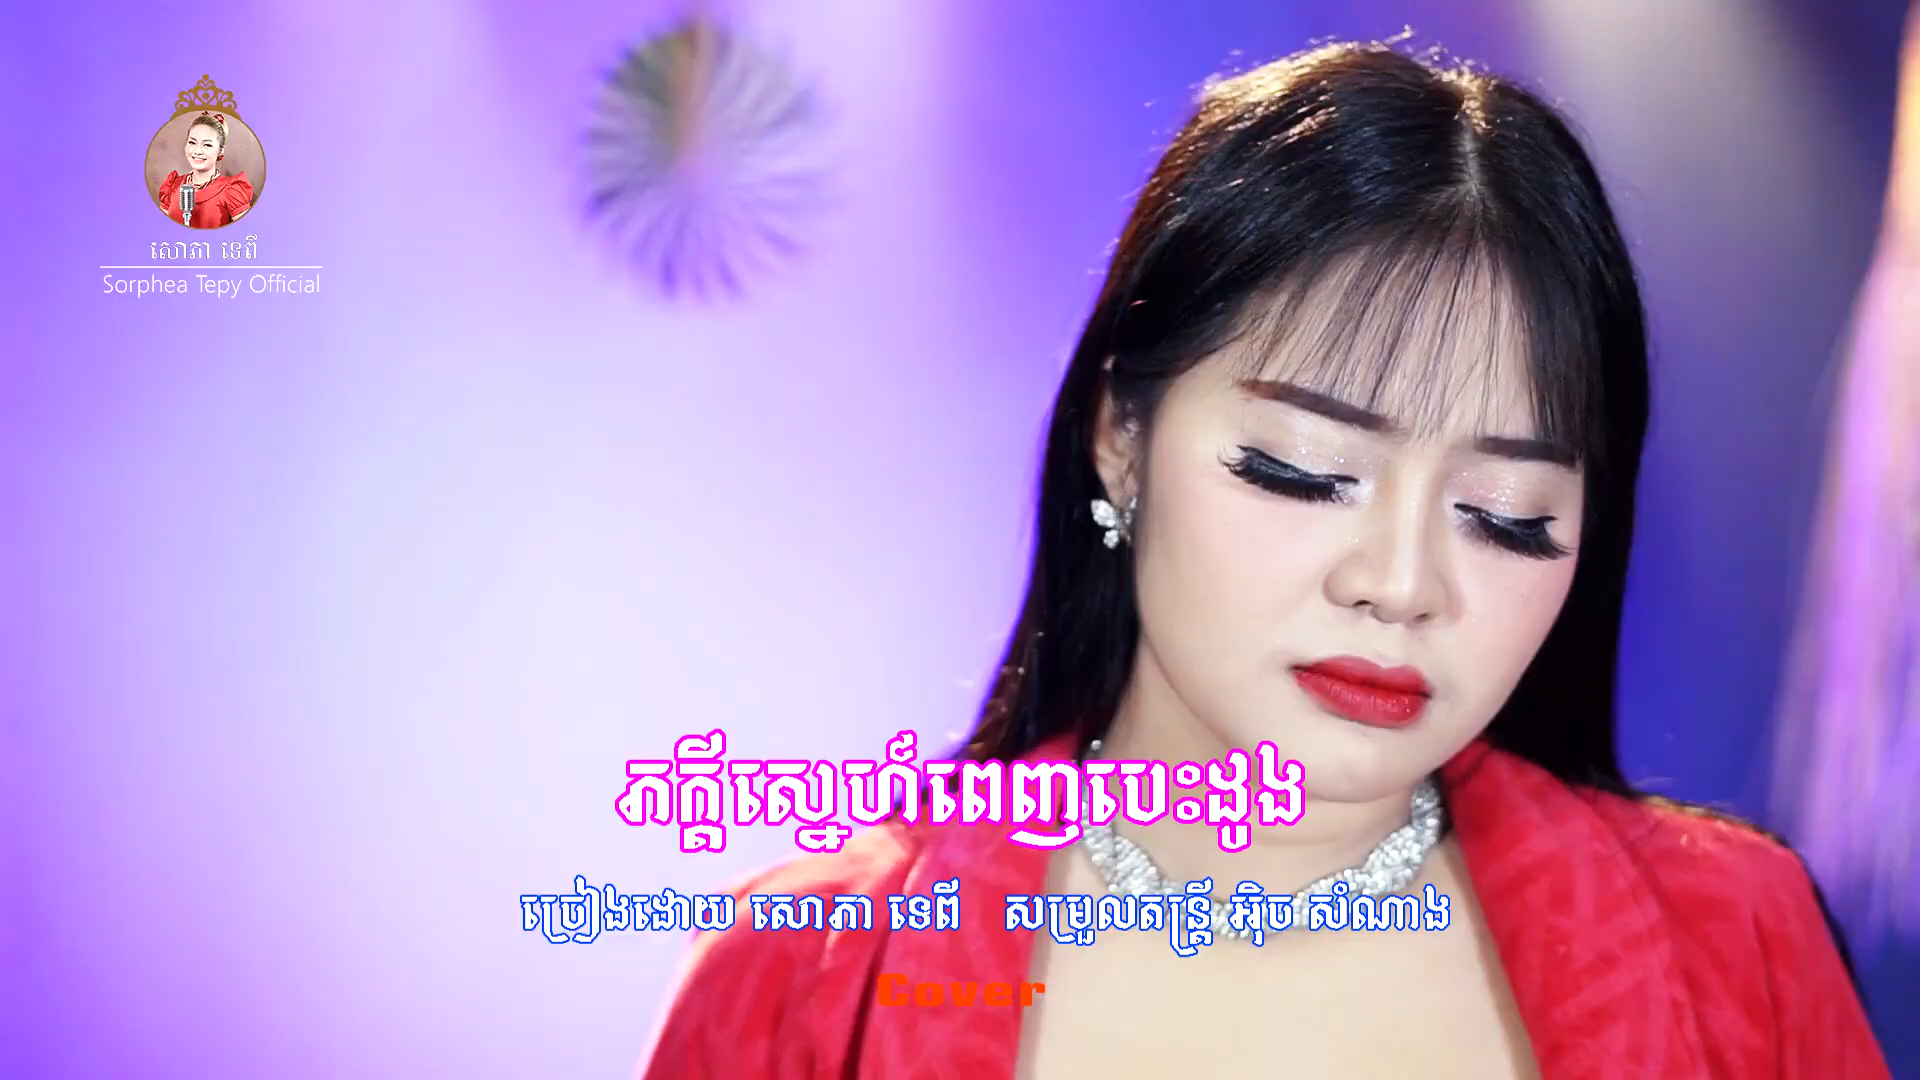 សោភា ទេពី
Sorphea Tepy Official
ភក្ដីស្នេហ៍ពេញបេះដូង
ច្រៀងដោយ សោភា ទេពី សម្រួលតន្ត្រី អ៊ិច សំណាង
Cover